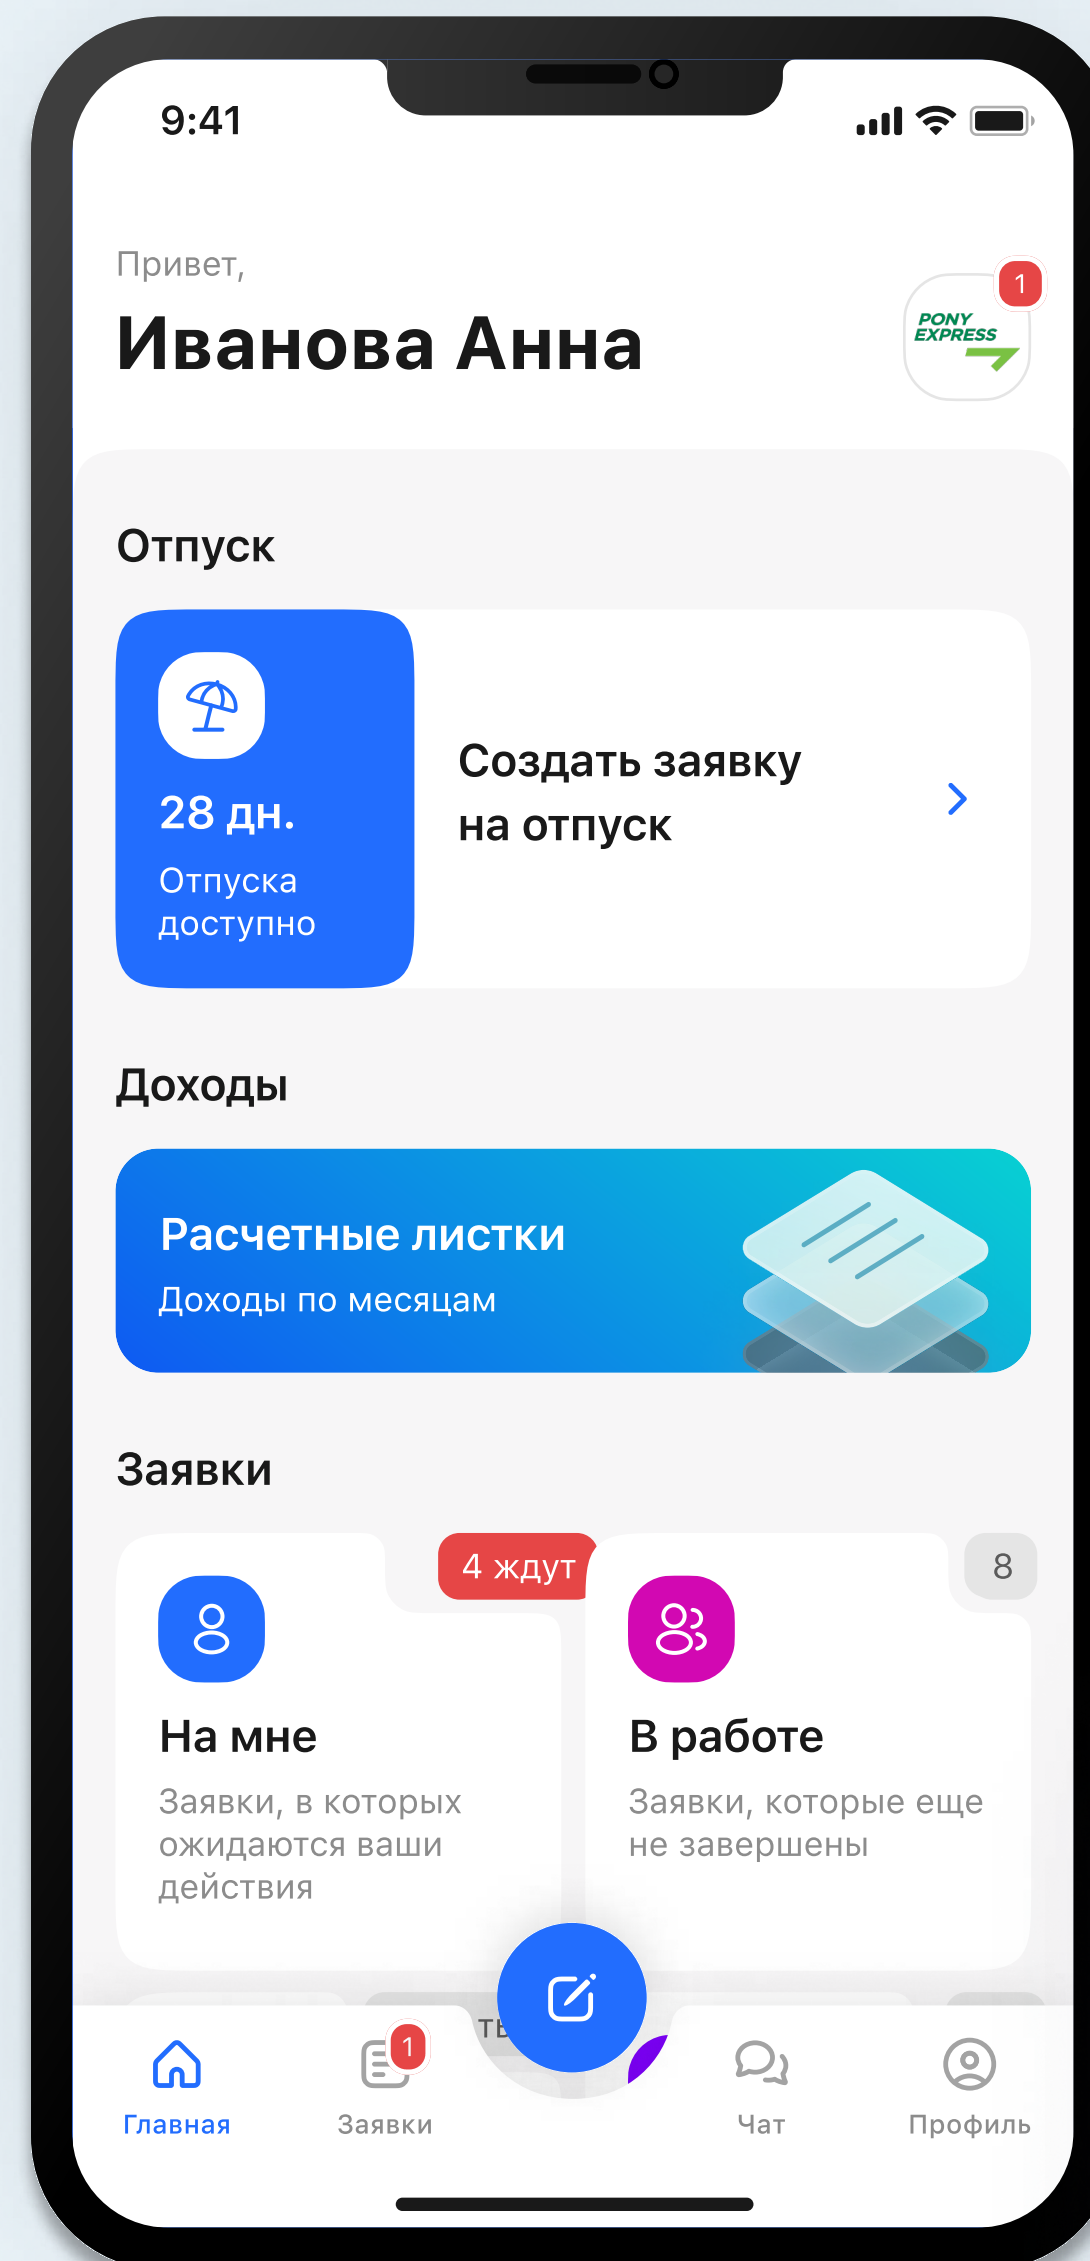 9:41
Привет,
Иванова Анна
1
PONY
EXPRESS
Отпуск
28 дн.
Отпуска
доступно
Создать заявку
на отпуск
Доходы
Расчетные листки
Доходы по месяцам
Заявки
4 ждут
На мне
Заявки, в которых
ожидаются ваши
действия
8
В работе
Заявки, которые еще
не завершены
1
Главная
Заявки
Чат
Профиль